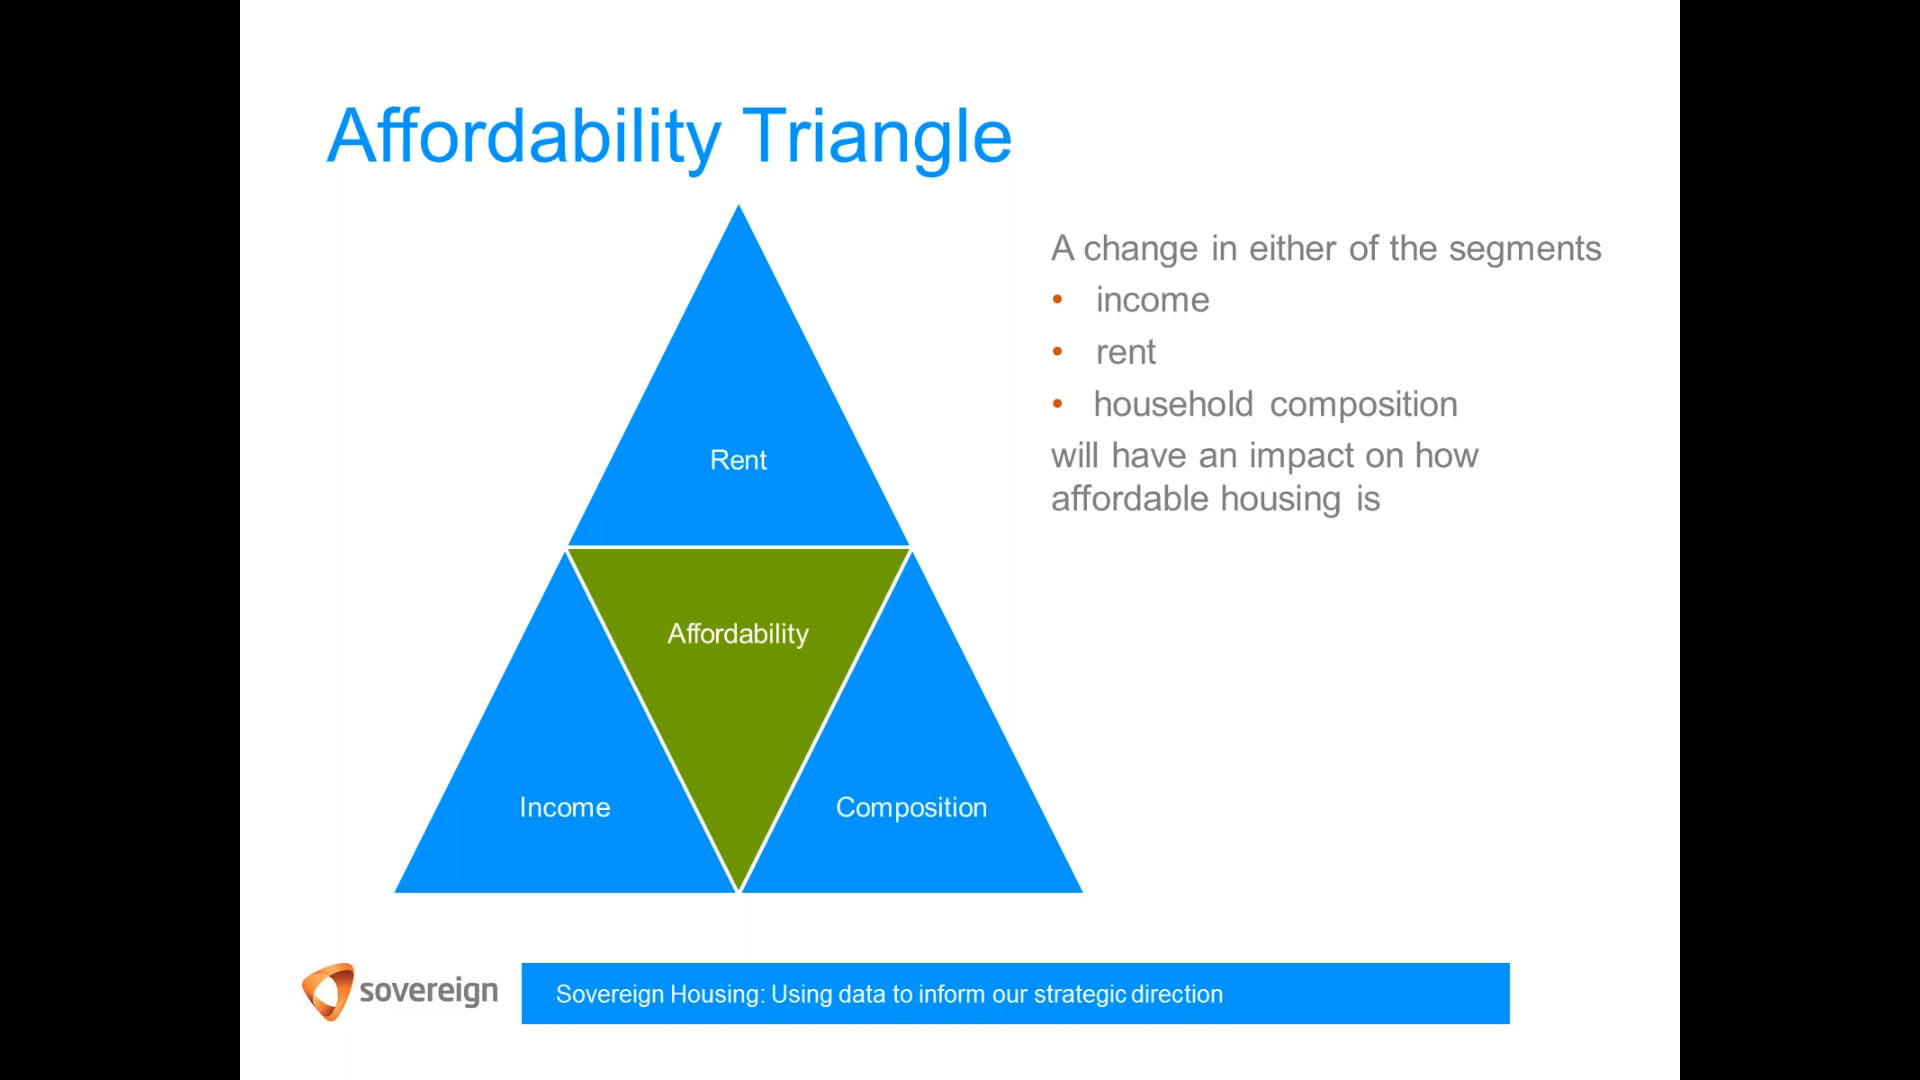 Affordability Triangle
A change in either of the segments
• income
• rent
• household composition
will have an impact on how
affordable housing is
Rent
Affordability
Income
Composition
sovereign
Sovereign Housing: Using data to inform our strategic direction